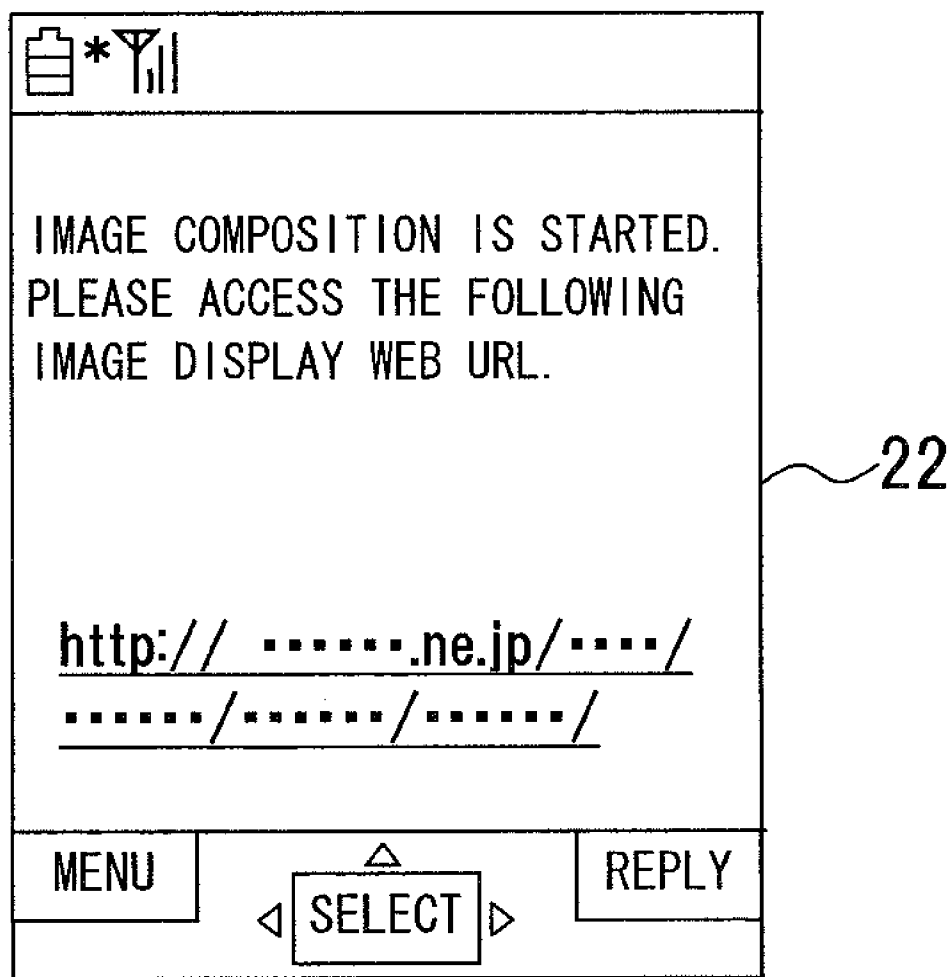 IMAGE COMPOSITION IS STARTED.
PLEASE ACCESS THE FOLLOWING
IMAGE DISPLAY WEB URL.
22
http:// ▪▪▪▪▪▪.ne.jp/▪▪▪▪/
▪▪▪▪▪▪/▪▪▪▪▪▪/▪▪▪▪▪▪/
MENU
SELECT
REPLY